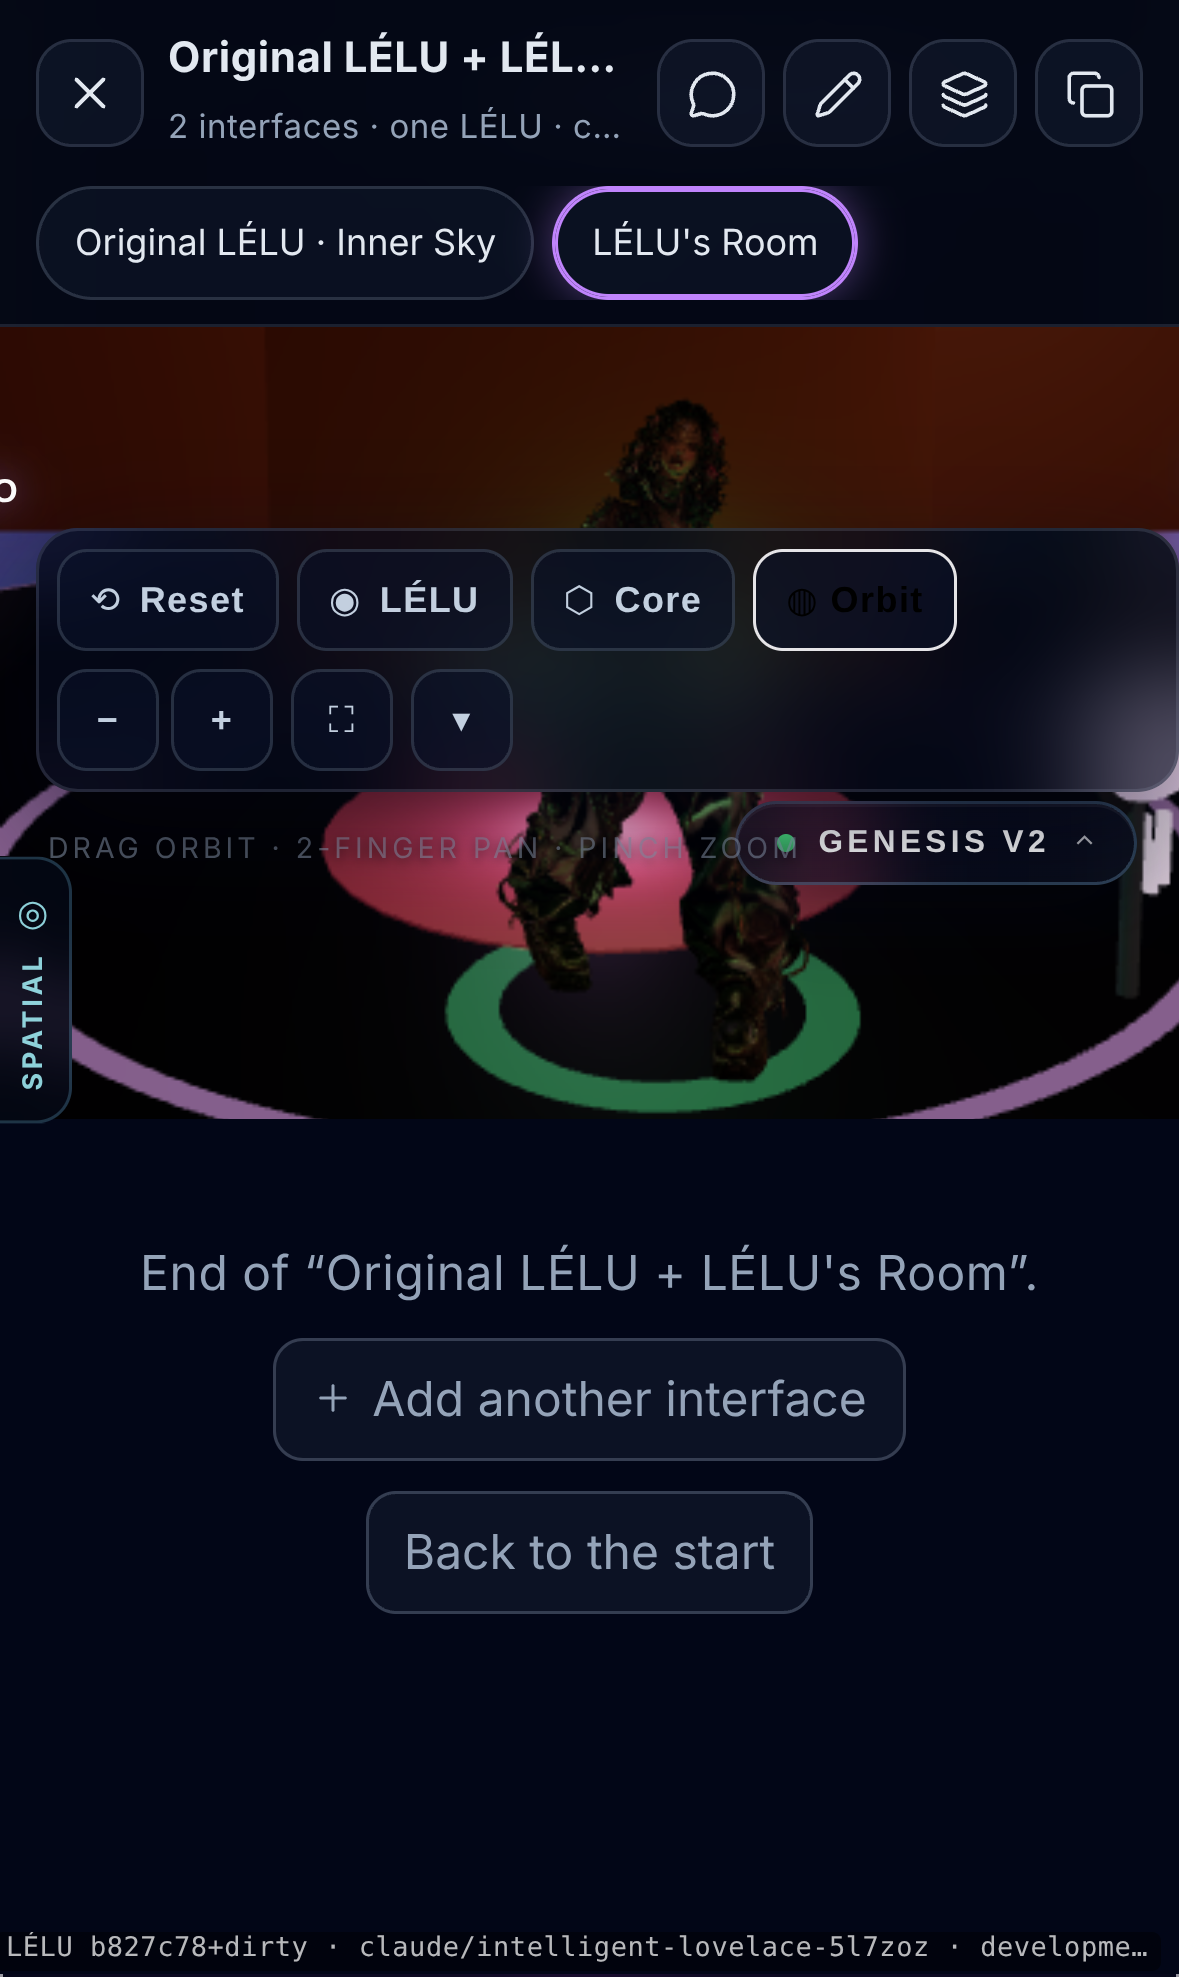 Original LÉLU + LÉL...
2 interfaces · one LÉLU · c...
Original LÉLU · Inner Sky
LÉLU's Room
o
Reset
LÉLU
Core
Orbit
− +
DRAG ORBIT · 2-FINGER PAN · PINCH ZOOM
GENESIS V2
SPATIAL
End of “Original LÉLU + LÉLU's Room”.
+ Add another interface
Back to the start
LÉLU b827c78+dirty · claude/intelligent-lovelace-5l7zoz · developme…